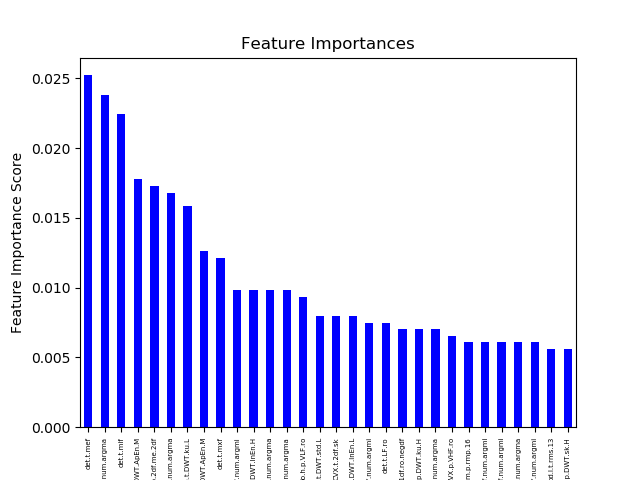 Feature Importances
Feature Importance Score
0.025
0.020
0.015
0.010
0.005
0.000
det.t.mef
num.argma
det.t.mif
DWT.ApEn.M
.2df.me.2df
num.argma
.t.DWT.ku.L
DWT.ApEn.M
det.t.mxf
.num.argmi
DWT.InEn.H
num.argma
num.argma
o.h.p.VLF.ro
t.DWT.std.L
CVX.t.2df.sk
.DWT.InEn.L
.num.argmi
det.t.LF.ro
1df.ro.negdf
p.DWT.ku.H
num.argma
VX.p.VHF.ro
m.p.rmp.16
.num.argmi
.num.argmi
num.argma
.num.argmi
d.l.t.rms.13
p.DWT.sk.H